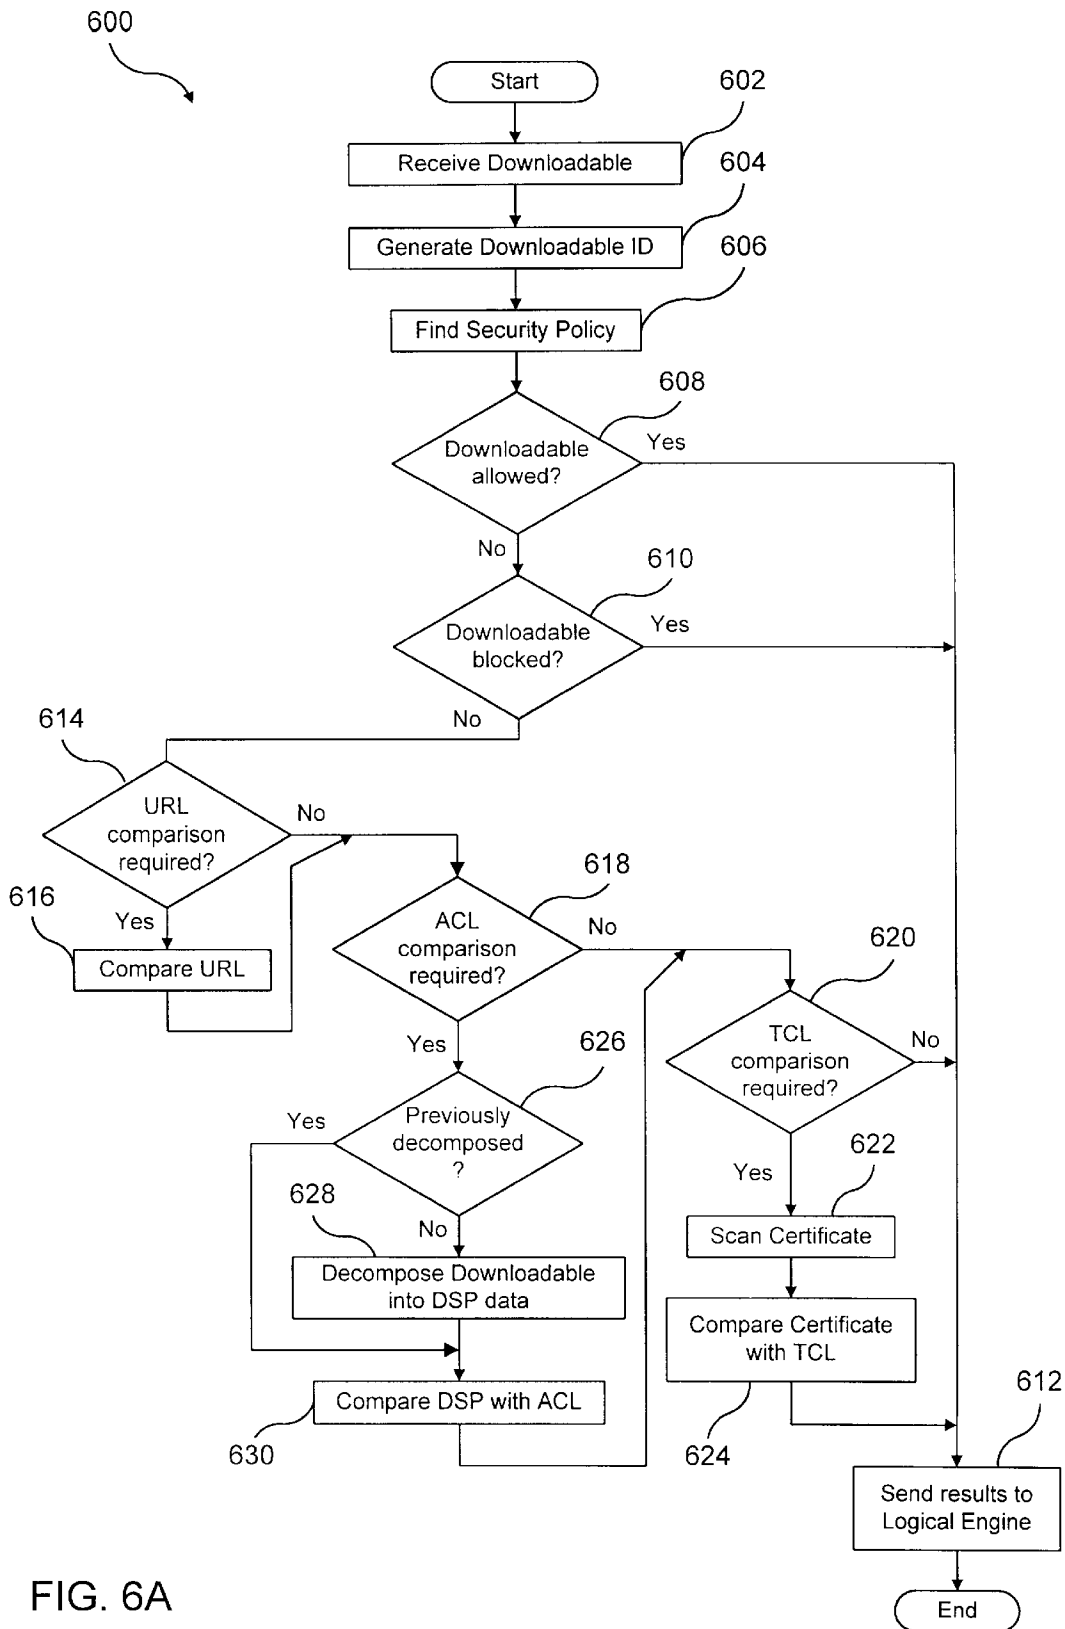 600
Start
602
Receive Downloadable
604
Generate Downloadable ID
606
Find Security Policy
608
Downloadable
allowed?
Yes
No
610
Downloadable
blocked?
Yes
No
614
URL
comparison
required?
No
Yes
616
Compare URL
618
ACL
comparison
required?
No
Yes
620
TCL
comparison
required?
No
Yes
626
Previously
decomposed
?
Yes
No
628
Decompose Downloadable
into DSP data
630
Compare DSP with ACL
622
Scan Certificate
Compare Certificate
with TCL
624
612
Send results to
Logical Engine
End
FIG. 6A